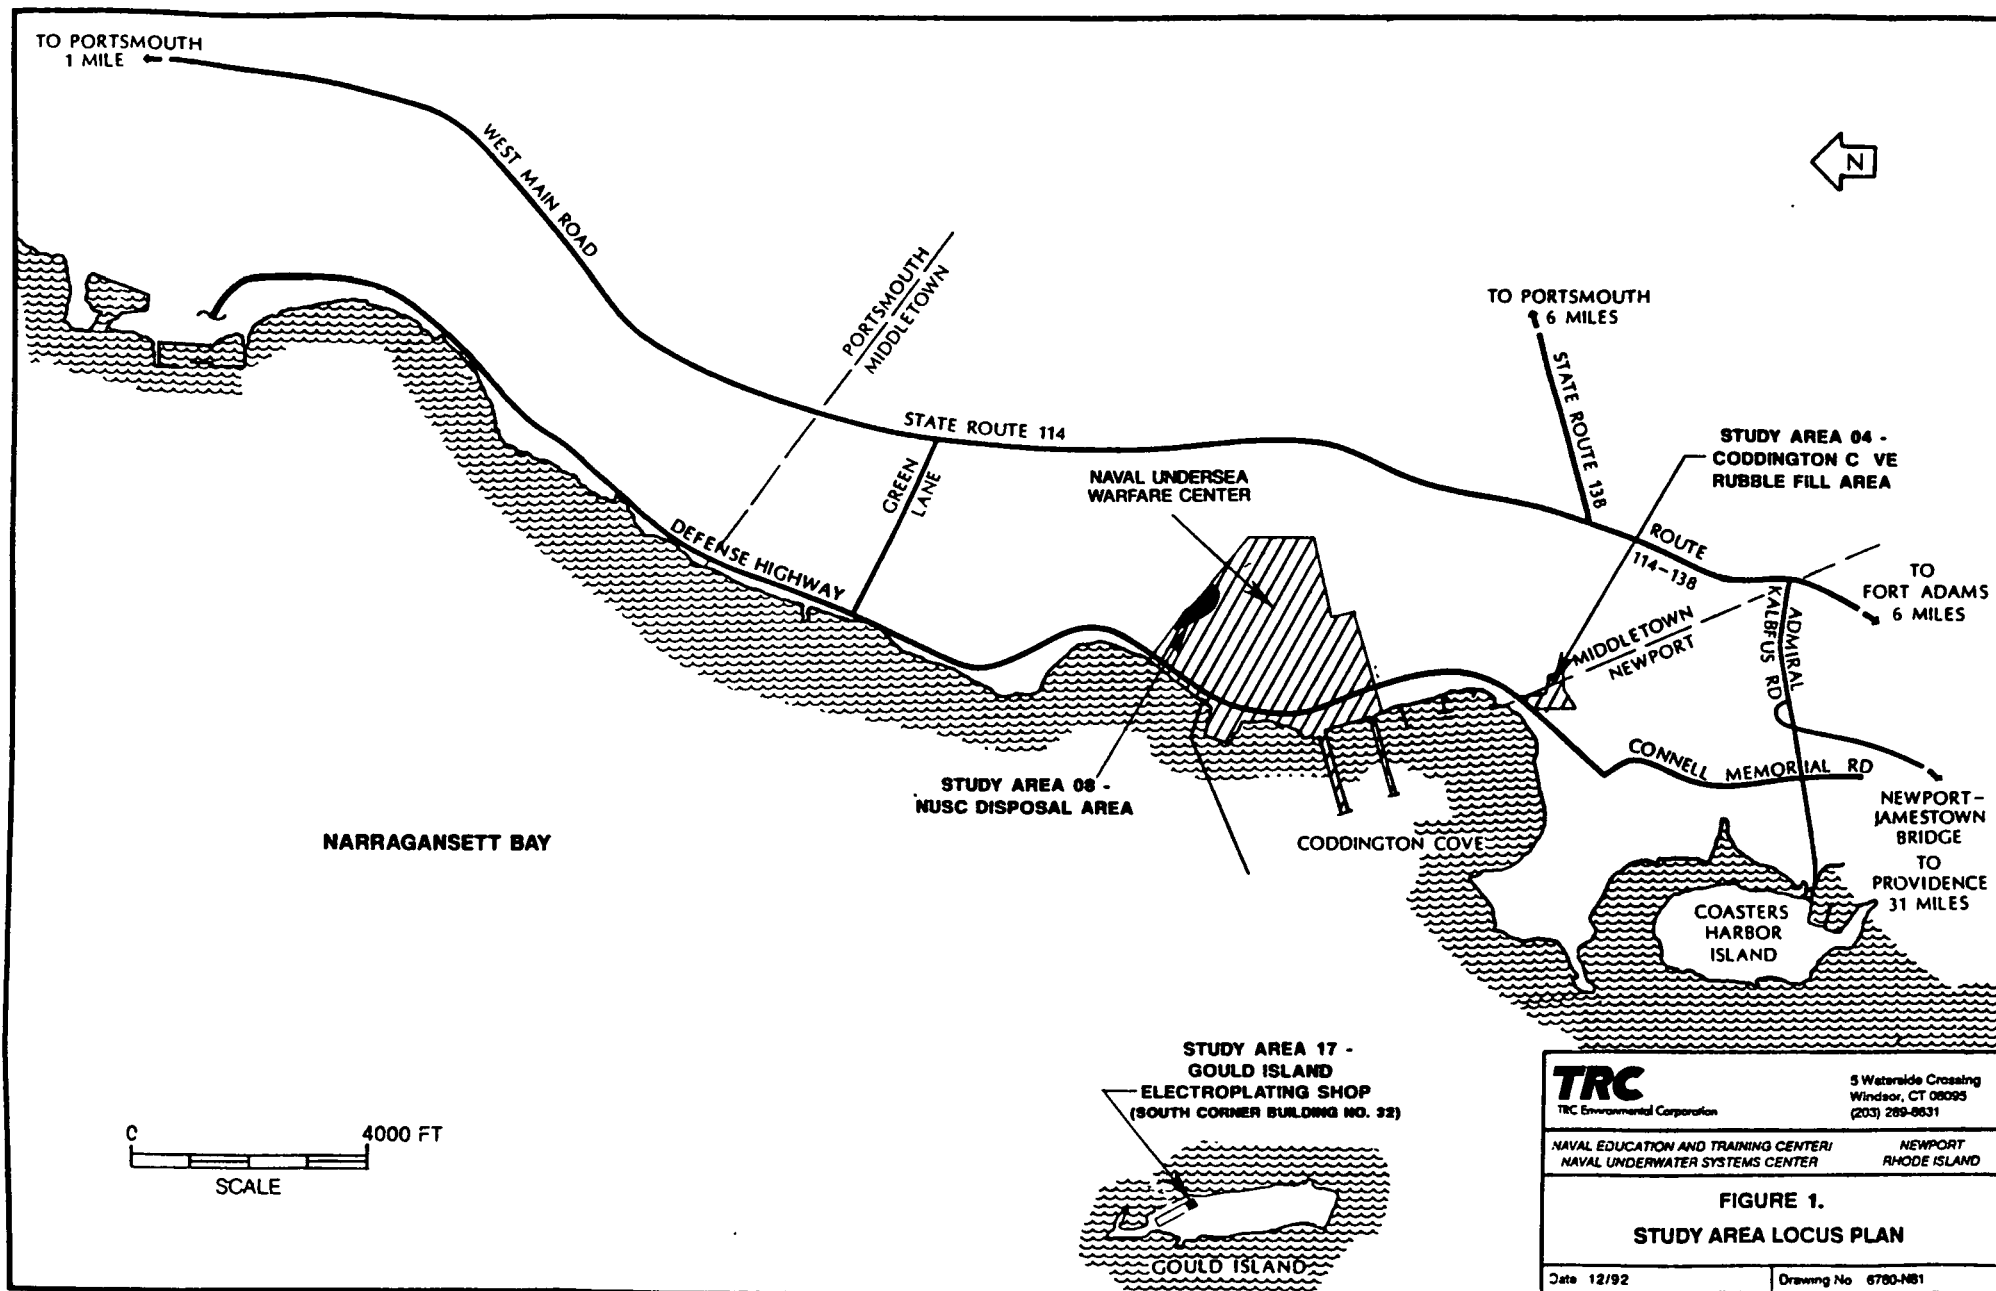 TO PORTSMOUTH
1 MILE
WEST MAIN ROAD
N
PORTSMOUTH
MIDDLETOWN
TO PORTSMOUTH
6 MILES
STATE ROUTE 138
STATE ROUTE 114
GREEN
LANE
NAVAL UNDERSEA
WARFARE CENTER
STUDY AREA 04 -
CODDINGTON C VE
RUBBLE FILL AREA
ROUTE
114-138
DEFENSE HIGHWAY
TO
FORT ADAMS
6 MILES
MIDDLETOWN
NEWPORT
ADMIRAL
KALBFUS RD
CONNELL MEMORIAL RD
STUDY AREA 08 -
NUSC DISPOSAL AREA
NARRAGANSETT BAY
CODDINGTON COVE
NEWPORT-
JAMESTOWN
BRIDGE
TO
PROVIDENCE
31 MILES
COASTERS
HARBOR
ISLAND
STUDY AREA 17 -
GOULD ISLAND
ELECTROPLATING SHOP
(SOUTH CORNER BUILDING NO. 32)
GOULD ISLAND
0 4000 FT
SCALE
TRC
TRC Environmental Corporation
5 Waterside Crossing
Windsor, CT 06095
(203) 289-8631
NAVAL EDUCATION AND TRAINING CENTER/
NAVAL UNDERWATER SYSTEMS CENTER
NEWPORT
RHODE ISLAND
FIGURE 1.
STUDY AREA LOCUS PLAN
Date 12/92
Drawing No 6760-N81